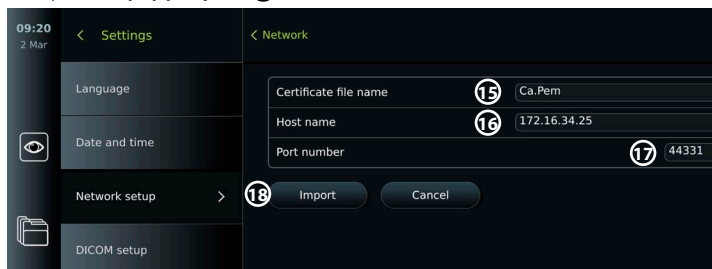 09:20
2 Mar
Settings
Network
Language
Date and time
Network setup
DICOM setup
Certificate file name 15 Ca.Pem
Host name 16 172.16.34.25
Port number 17 44331
18 Import Cancel